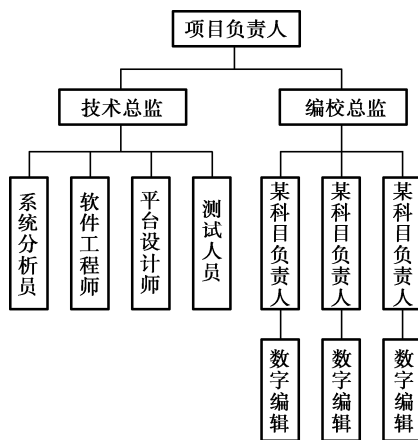 项目负责人
技术总监
编校总监
系统分析员
软件工程师
平台设计师
测试人员
某科目负责人
某科目负责人
某科目负责人
数字编辑
数字编辑
数字编辑